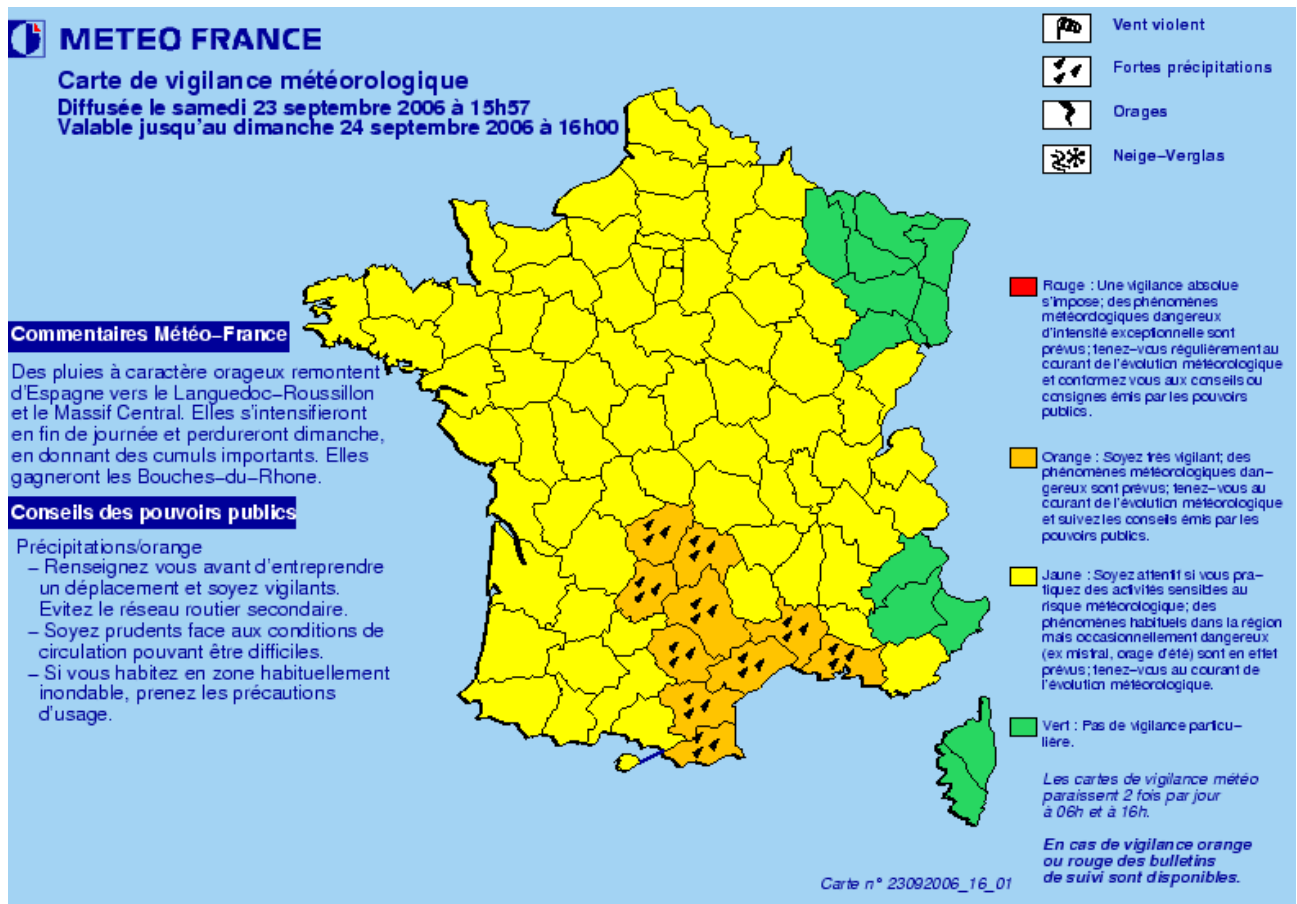 METEO FRANCE
Carte de vigilance météorologique
Diffusée le samedi 23 septembre 2006 à 15h57
Valable jusqu'au dimanche 24 septembre 2006 à 16h00
Commentaires Météo–France
Des pluies à caractère orageux remontent
d'Espagne vers le Languedoc–Roussillon
et le Massif Central. Elles s'intensifieront
en fin de journée et perdureront dimanche,
en donnant des cumuls importants. Elles
gagneront les Bouches–du–Rhone.
Conseils des pouvoirs publics
Précipitations/orange
– Renseignez vous avant d'entreprendre
un déplacement et soyez vigilants.
Evitez le réseau routier secondaire.
– Soyez prudents face aux conditions de
circulation pouvant être difficiles.
– Si vous habitez en zone habituellement
inondable, prenez les précautions
d'usage.
Vent violent
Fortes précipitations
Orages
Neige–Verglas
Rouge : Une vigilance absolue
s'impose; des phénomènes
météorologiques dangereux
d'intensité exceptionnelle sont
prévus; tenez–vous régulièrement au
courant de l'évolution météorologique
et conformez vous aux conseils ou
consignes émis par les pouvoirs
publics.
Orange : Soyez très vigilant; des
phénomènes météorologiques dan–
gereux sont prévus; tenez–vous au
courant de l'évolution météorologique
et suivez les conseils émis par les
pouvoirs publics.
Jaune : Soyez attentif si vous pra–
tiquez des activités sensibles au
risque météorologique; des
phénomènes habituels dans la région
mais occasionnellement dangereux
(ex mistral, orage d'été) sont en effet
prévus; tenez–vous au courant de
l'évolution météorologique.
Vert : Pas de vigilance particu–
lière.
Les cartes de vigilance météo
paraissent 2 fois par jour
à 06h et à 16h.
En cas de vigilance orange
ou rouge des bulletins
de suivi sont disponibles.
Carte n° 23092006_16_01